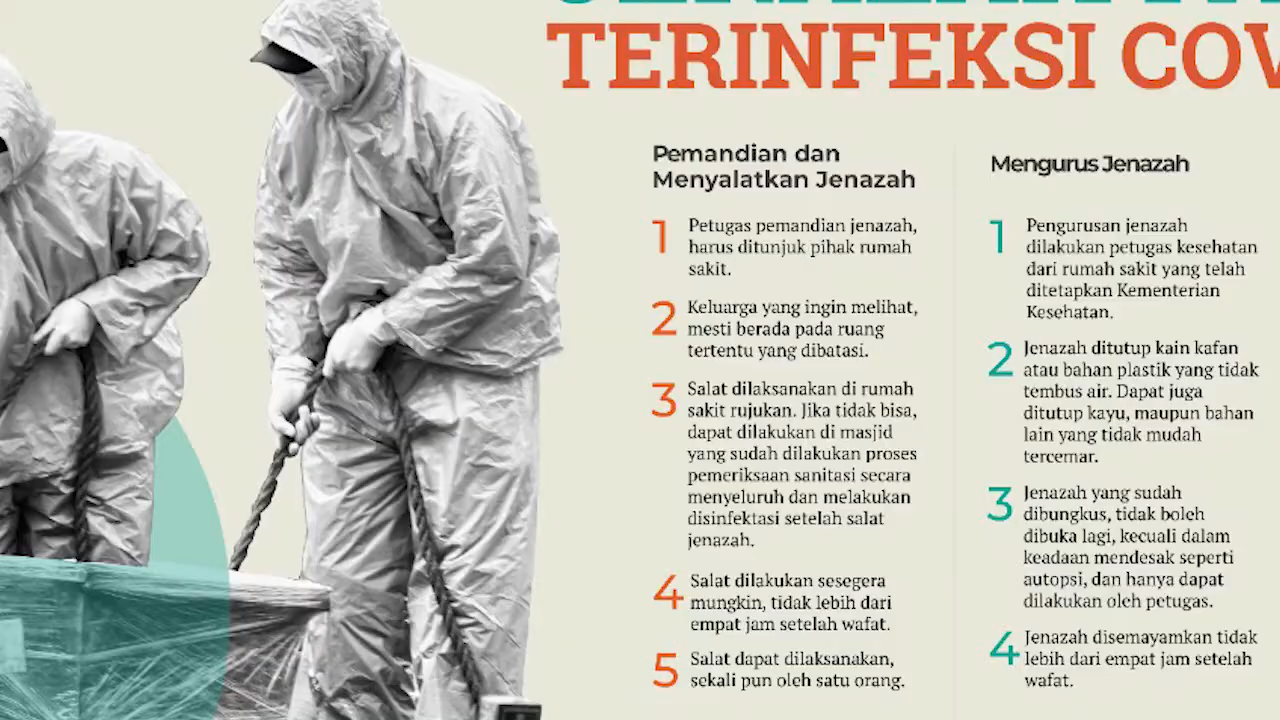 TERINFEKSI
Pemandian dan
Menyalatkan Jenazah
1 Petugas pemandian jenazah,
harus ditunjuk pihak rumah
sakit.
2 Keluarga yang ingin melihat,
mesti berada pada ruang
tertentu yang dibatasi.
3 Salat dilaksanakan di rumah
sakit rujukan. Jika tidak bisa,
dapat dilakukan di masjid
yang sudah dilakukan proses
pemeriksaan sanitasi secara
menyeluruh dan melakukan
disinfektasi setelah salat
jenazah.
4 Salat dilakukan sesegera
mungkin, tidak lebih dari
empat jam setelah wafat.
5 Salat dapat dilaksanakan,
sekali pun oleh satu orang.
Mengurus Jenazah
1 Pengurusan jenazah
dilakukan petugas kesehatan
dari rumah sakit yang telah
ditetapkan Kementerian
Kesehatan.
2 Jenazah ditutup kain kafan
atau bahan plastik yang tidak
tembus air. Dapat juga
ditutup kayu, maupun bahan
lain yang tidak mudah
tercemar.
3 Jenazah yang sudah
dibungkus, tidak boleh
dibuka lagi, kecuali dalam
keadaan mendesak seperti
autopsi, dan hanya dapat
dilakukan oleh petugas.
4 Jenazah disemayamkan tidak
lebih dari empat jam setelah
wafat.